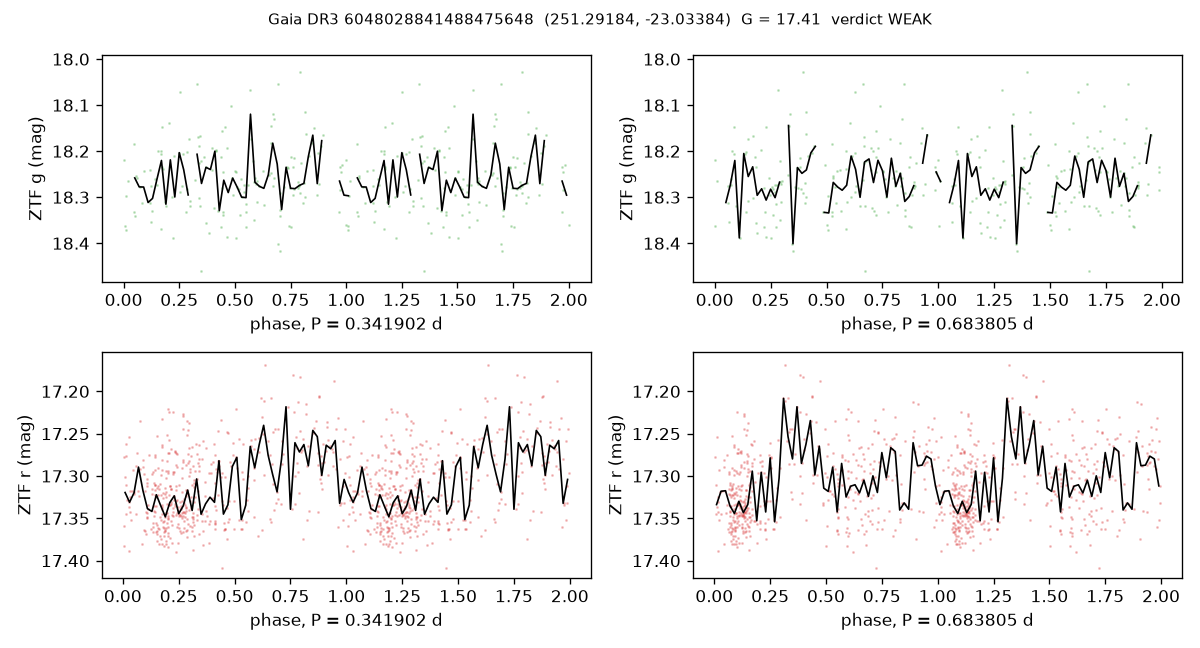 Gaia DR3 6048028841488475648 (251.29184, -23.03384) G = 17.41 verdict WEAK
ZTF g (mag)
18.0
18.1
18.2
18.3
18.4
0.00 0.25 0.50 0.75 1.00 1.25 1.50 1.75 2.00
phase, P = 0.341902 d
ZTF g (mag)
18.0
18.1
18.2
18.3
18.4
0.00 0.25 0.50 0.75 1.00 1.25 1.50 1.75 2.00
phase, P = 0.683805 d
ZTF r (mag)
17.20
17.25
17.30
17.35
17.40
0.00 0.25 0.50 0.75 1.00 1.25 1.50 1.75 2.00
phase, P = 0.341902 d
ZTF r (mag)
17.20
17.25
17.30
17.35
17.40
0.00 0.25 0.50 0.75 1.00 1.25 1.50 1.75 2.00
phase, P = 0.683805 d